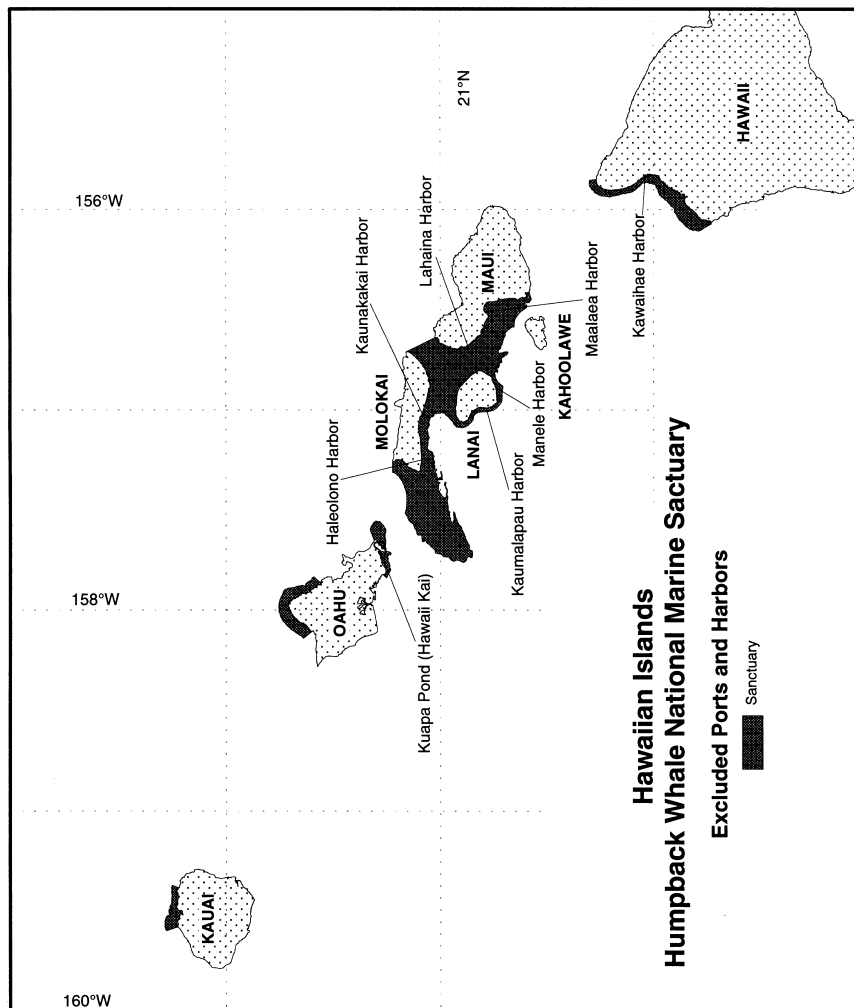 160°W
158°W
156°W
21°N
KAUAI
OAHU
MOLOKAI
LANAI
MAUI
KAHOOLAWE
HAWAII
Kuapa Pond (Hawaii Kai)
Haleolono Harbor
Kaunakakai Harbor
Lahaina Harbor
Kaumalapau Harbor
Manele Harbor
Maalaea Harbor
Kawaihae Harbor
Hawaiian Islands
Humpback Whale National Marine Sactuary
Excluded Ports and Harbors
Sanctuary